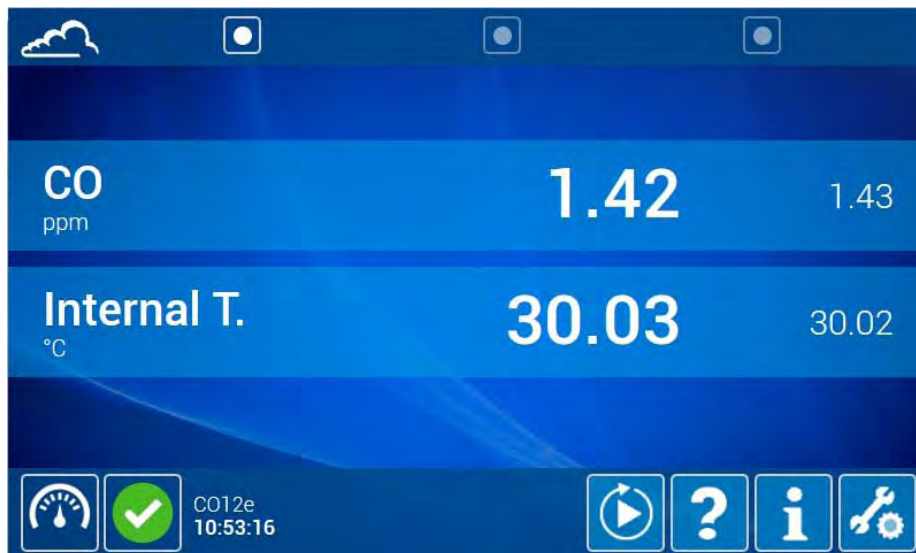 CO
ppm
1.42
1.43
Internal T.
°C
30.03
30.02
CO12e
10:53:16
?
i